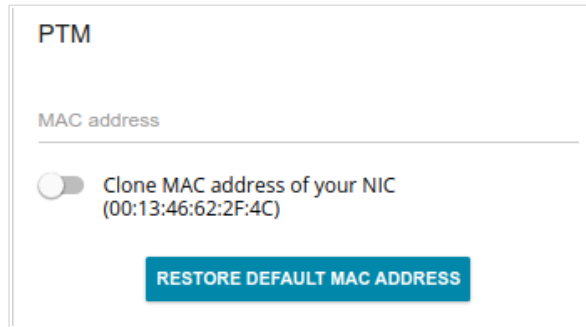 PTM
MAC address
Clone MAC address of your NIC
(00:13:46:62:2F:4C)
RESTORE DEFAULT MAC ADDRESS